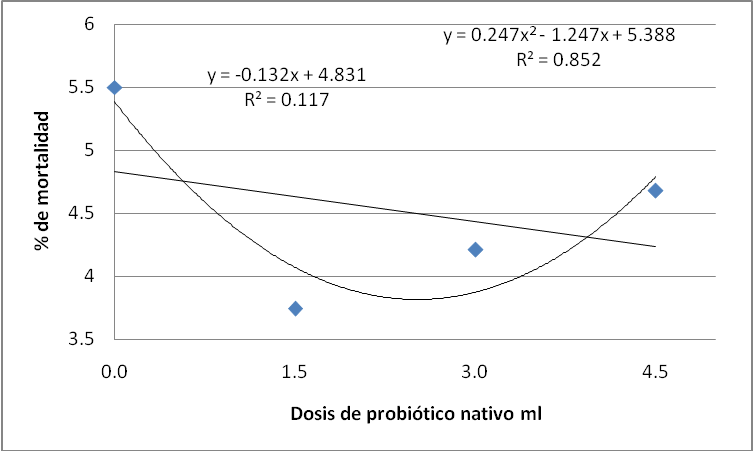 6
5.5
5
4.5
4
3.5
% de mortalidad
y = -0.132x + 4.831
R² = 0.117
y = 0.247x² - 1.247x + 5.388
R² = 0.852
0.0 1.5 3.0 4.5
Dosis de probiótico nativo ml